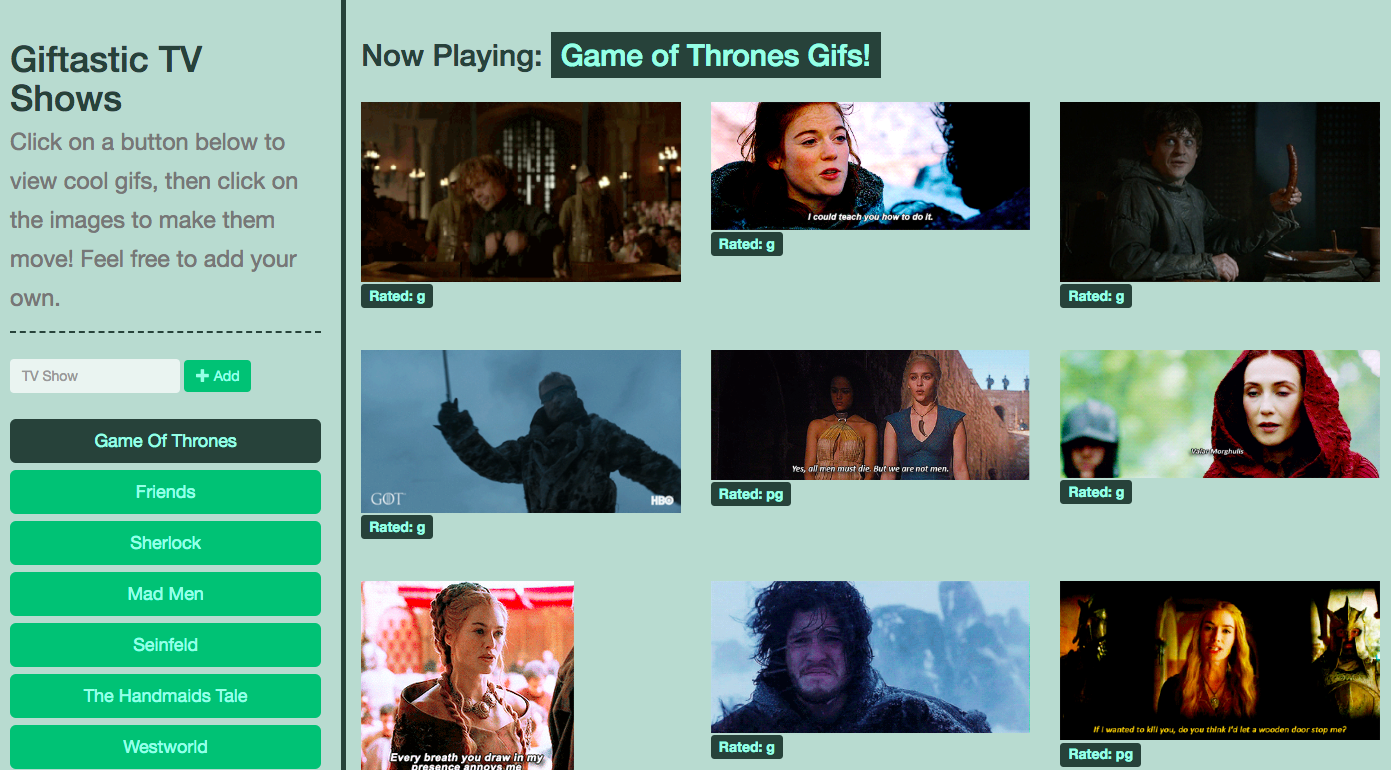 Giftastic TV
Shows
Click on a button below to
view cool gifs, then click on
the images to make them
move! Feel free to add your
own.
TV Show
+ Add
Game Of Thrones
Friends
Sherlock
Mad Men
Seinfeld
The Handmaids Tale
Westworld
Now Playing: Game of Thrones Gifs!
I could teach you how to do it.
Rated: g
Rated: g
Rated: g
GOT
HBO
Yes, all men must die. But we are not men.
Valar Morghulis
Rated: g
Rated: pg
Rated: g
Every breath you draw in my
presence annoys me
Rated: g
If I wanted to kill you, do you think I'd let a wooden door stop me?
Rated: pg